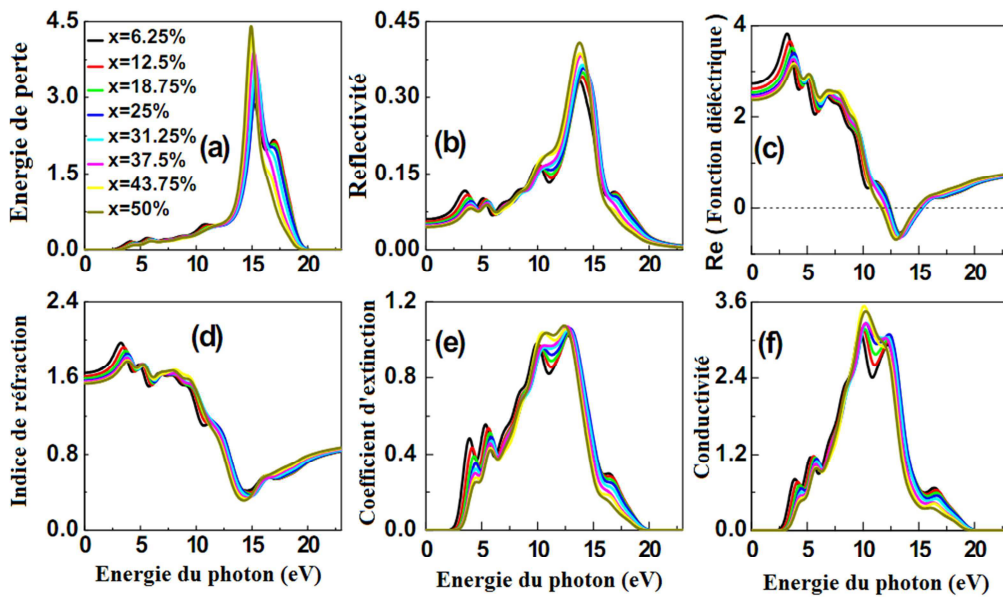 Energie de perte
4.5
3.0
1.5
0.0
x=6.25%
x=12.5%
x=18.75%
x=25%
x=31.25%
x=37.5%
x=43.75%
x=50%
(a)
0 5 10 15 20
Reflectivité
0.45
0.30
0.15
0.00
(b)
0 5 10 15 20
Re ( Fonction dièléctrique )
4
2
0
(c)
0 5 10 15 20
Indice de réfraction
2.4
1.6
0.8
0.0
(d)
0 5 10 15 20
Energie du photon (eV)
Coefficient d'extinction
1.2
0.8
0.4
0.0
(e)
0 5 10 15 20
Energie du photon (eV)
Conductivité
3.6
2.4
1.2
0.0
(f)
0 5 10 15 20
Energie du photon (eV)